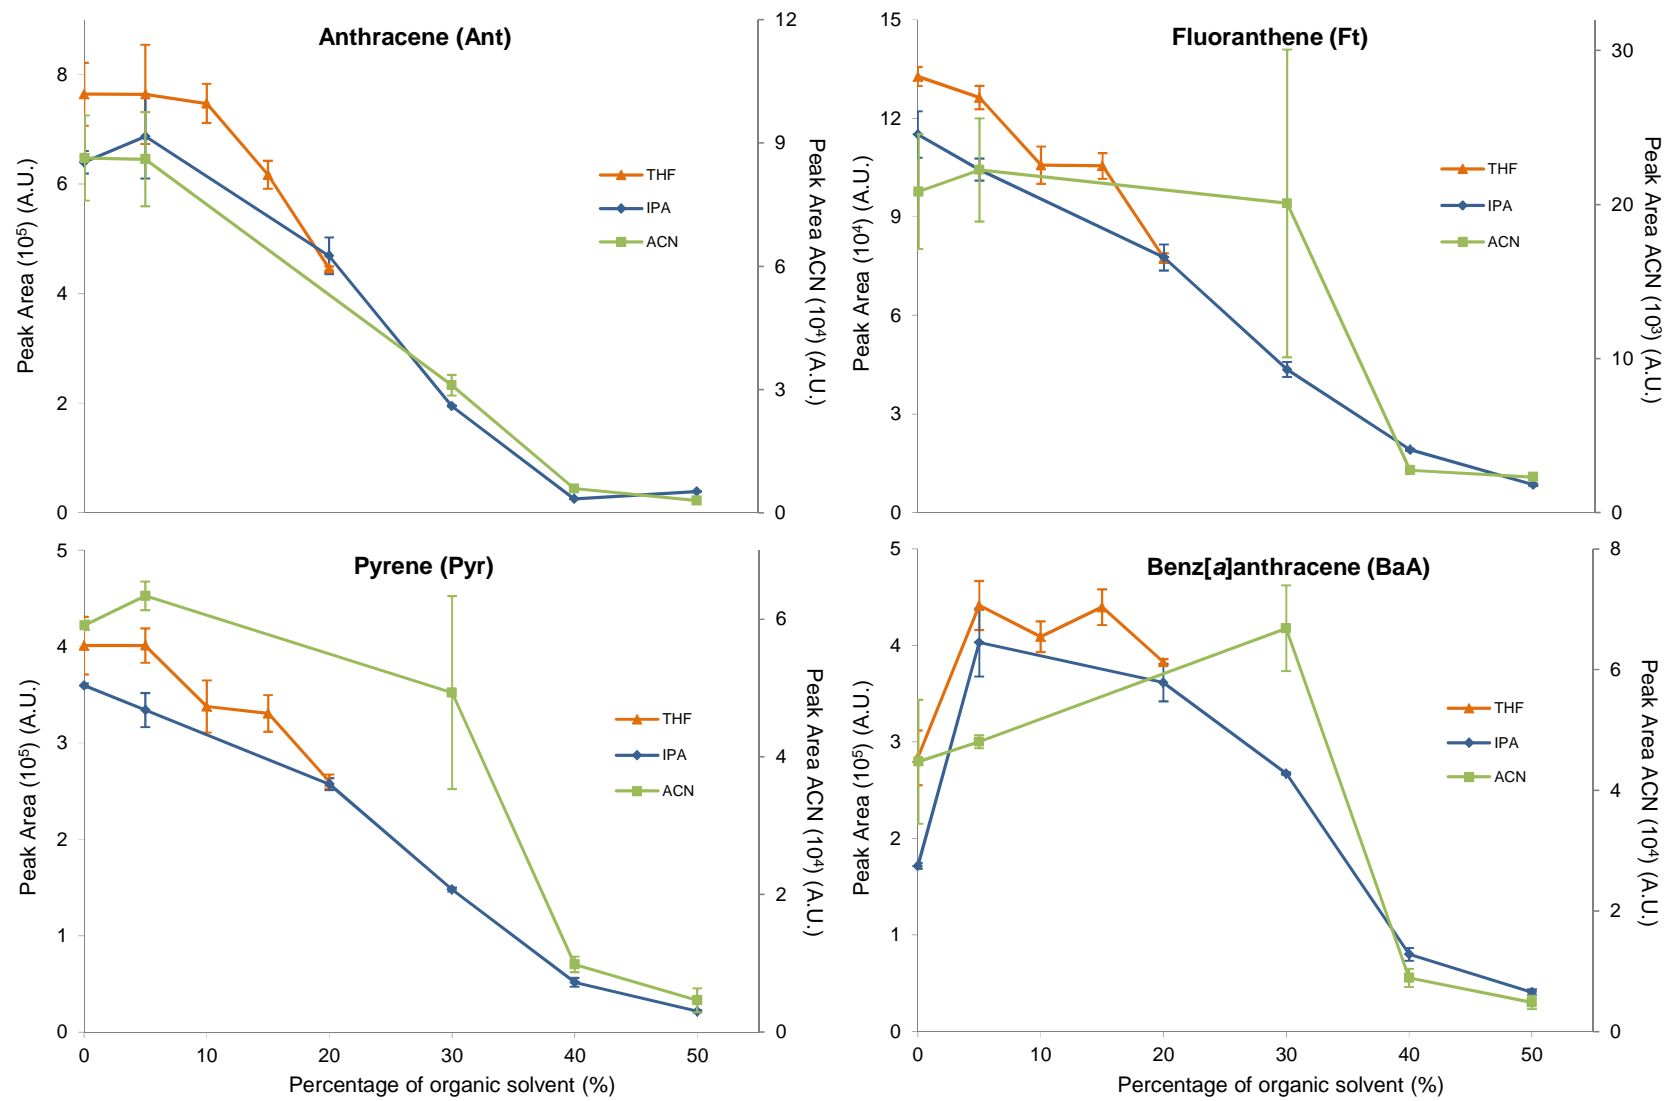 Anthracene (Ant)
Peak Area (10⁵) (A.U.)
8
6
4
2
0
12
9
6
3
0
Peak Area ACN (10⁴) (A.U.)
THF
IPA
ACN
Fluoranthene (Ft)
Peak Area (10⁴) (A.U.)
15
12
9
6
3
0
30
20
10
0
Peak Area ACN (10³) (A.U.)
THF
IPA
ACN
Pyrene (Pyr)
Peak Area (10⁵) (A.U.)
5
4
3
2
1
0
6
4
2
0
Peak Area ACN (10⁴) (A.U.)
THF
IPA
ACN
0 10 20 30 40 50
Percentage of organic solvent (%)
Benz[a]anthracene (BaA)
Peak Area (10⁵) (A.U.)
5
4
3
2
1
0
8
6
4
2
0
Peak Area ACN (10⁴) (A.U.)
THF
IPA
ACN
0 10 20 30 40 50
Percentage of organic solvent (%)